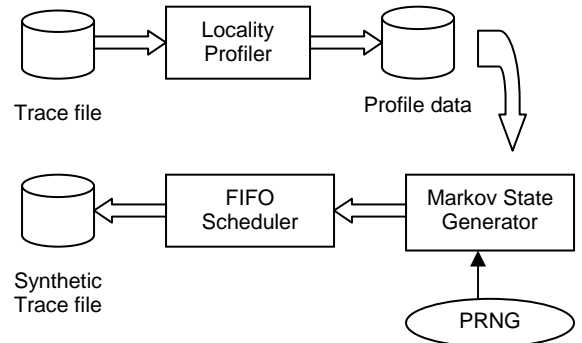 Locality
Profiler
Trace file
Profile data
FIFO
Scheduler
Markov State
Generator
Synthetic
Trace file
PRNG